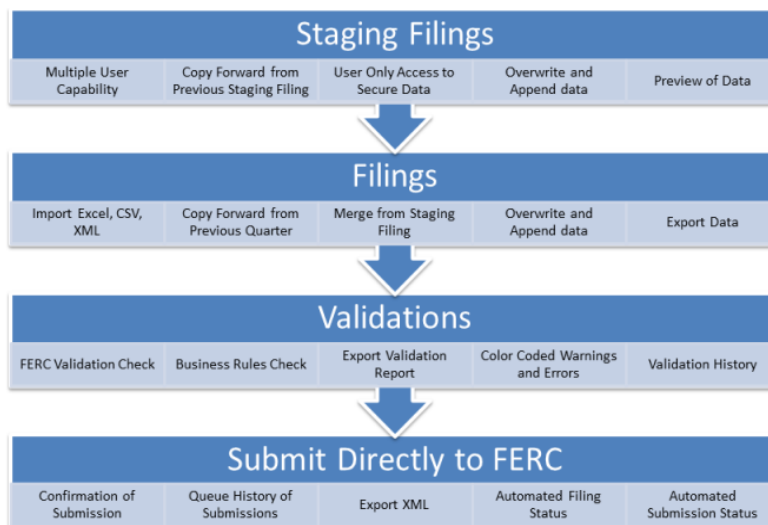 Staging Filings
Multiple User
Capability
Copy Forward from
Previous Staging Filing
User Only Access to
Secure Data
Overwrite and
Append data
Preview of Data
Filings
Import Excel, CSV,
XML
Copy Forward from
Previous Quarter
Merge from Staging
Filing
Overwrite and
Append data
Export Data
Validations
FERC Validation Check
Business Rules Check
Export Validation
Report
Color Coded Warnings
and Errors
Validation History
Submit Directly to FERC
Confirmation of
Submission
Queue History of
Submissions
Export XML
Automated Filing
Status
Automated
Submission Status